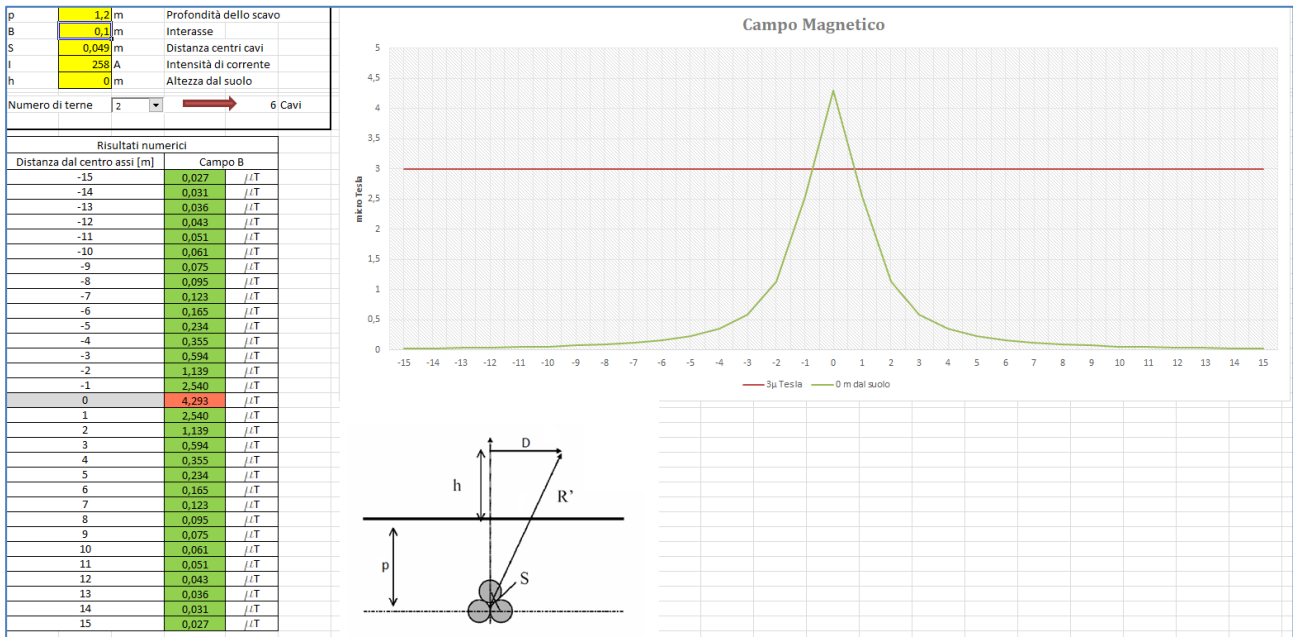 p 1,2 m Profondità dello scavo
B 0,1 m Interasse
S 0,049 m Distanza centri cavi
I 258 A Intensità di corrente
h 0 m Altezza dal suolo
Numero di terne 2 6 Cavi
Risultati numerici
Distanza dal centro assi [m] Campo B
-15 0,027 μT
-14 0,031 μT
-13 0,036 μT
-12 0,043 μT
-11 0,051 μT
-10 0,061 μT
-9 0,075 μT
-8 0,095 μT
-7 0,123 μT
-6 0,165 μT
-5 0,234 μT
-4 0,355 μT
-3 0,594 μT
-2 1,139 μT
-1 2,540 μT
0 4,293 μT
1 2,540 μT
2 1,139 μT
3 0,594 μT
4 0,355 μT
5 0,234 μT
6 0,165 μT
7 0,123 μT
8 0,095 μT
9 0,075 μT
10 0,061 μT
11 0,051 μT
12 0,043 μT
13 0,036 μT
14 0,031 μT
15 0,027 μT
Campo Magnetico
5
4,5
4
3,5
3
2,5
2
1,5
1
0,5
0
micro Tesla
-15 -14 -13 -12 -11 -10 -9 -8 -7 -6 -5 -4 -3 -2 -1 0 1 2 3 4 5 6 7 8 9 10 11 12 13 14 15
3μ Tesla 0 m dal suolo
D
h
R'
p
S